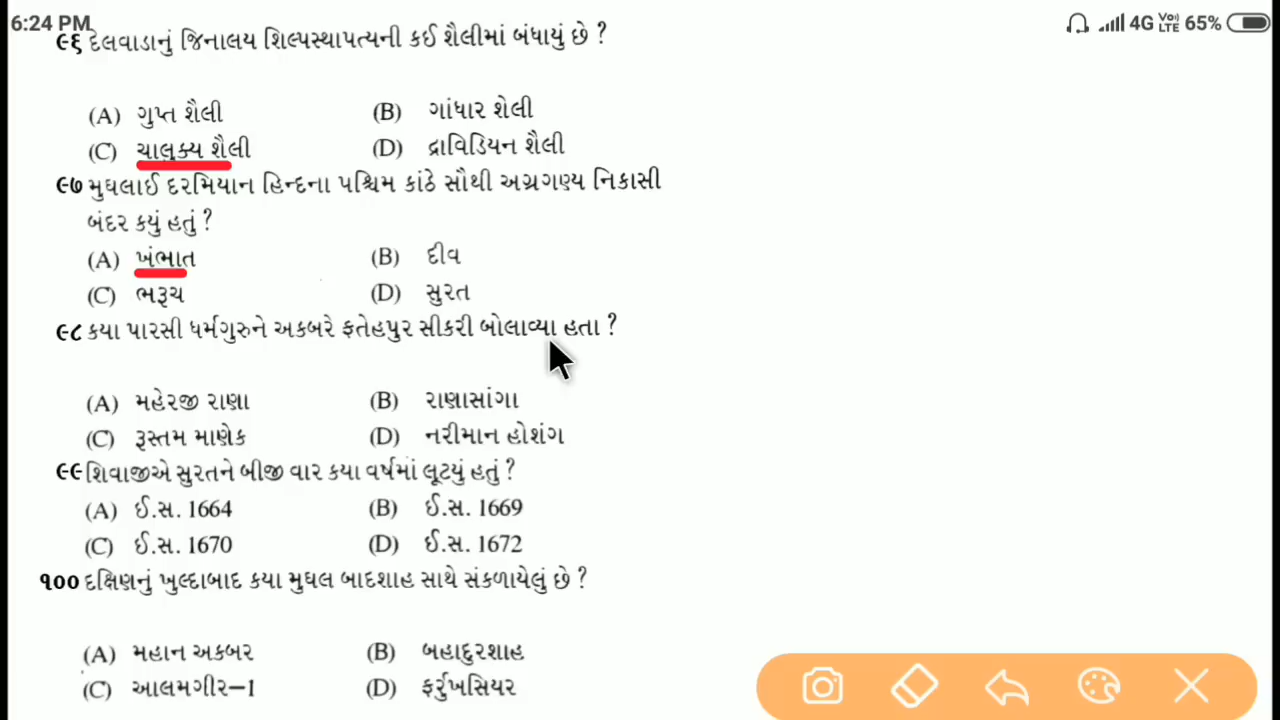 6:24 PM
4G VoLTE 65%
૯૬ દેલવાડાનું જિનાલય શિલ્પસ્થાપત્યની કઈ શૈલીમાં બંધાયું છે ?
(A) ગુપ્ત શૈલી (B) ગાંધાર શેલી
(C) ચાલુક્ય શૈલી (D) દ્રાવિડિયન શૈલી
૯૭ મુઘલાઈ દરમિયાન હિન્દના પશ્ચિમ કાંઠે સૌથી અગ્રગણ્ય નિકાસી
બંદર કયું હતું ?
(A) ખંભાત (B) દીવ
(C) ભરૂચ (D) સુરત
૯૮ કયા પારસી ધર્મગુરુને અકબરે ફતેહપુર સીકરી બોલાવ્યા હતા ?
(A) મહેરજી રાણા (B) રાણાસાંગા
(C) રૂસ્તમ માણેક (D) નરીમાન હોશંગ
૯૯ શિવાજીએ સુરતને બીજી વાર કયા વર્ષમાં લૂટયું હતું ?
(A) ઈ.સ. 1664 (B) ઈ.સ. 1669
(C) ઈ.સ. 1670 (D) ઈ.સ. 1672
૧૦૦ દક્ષિણનું ખુલ્દાબાદ કયા મુઘલ બાદશાહ સાથે સંકળાયેલું છે ?
(A) મહાન અકબર (B) બહાદુરશાહ
(C) આલમગીર–1 (D) ફર્રુખસિયર